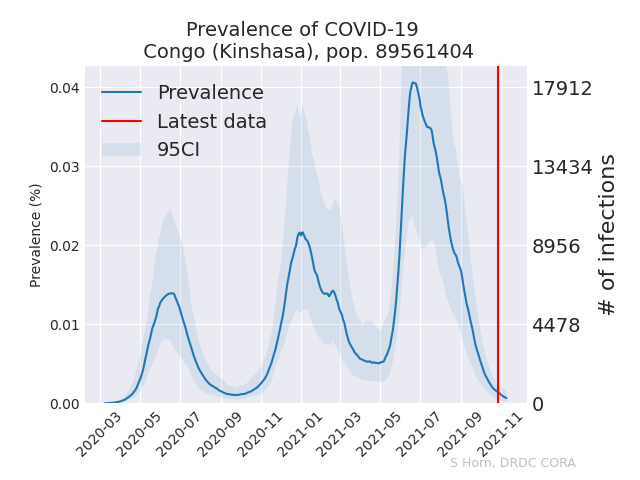 Prevalence of COVID-19
Congo (Kinshasa), pop. 89561404
Prevalence
Latest data
95CI
Prevalence (%)
0.04
0.03
0.02
0.01
0.00
17912
13434
8956
4478
0
# of infections
2020-03
2020-05
2020-07
2020-09
2020-11
2021-01
2021-03
2021-05
2021-07
2021-09
2021-11
S Horn, DRDC CORA